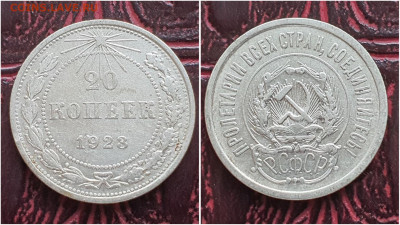 20
КОПЕЕК
1923
ПРОЛЕТАРИИ ВСЕХ СТРАН, СОЕДИНЯЙТЕСЬ!
РСФСР